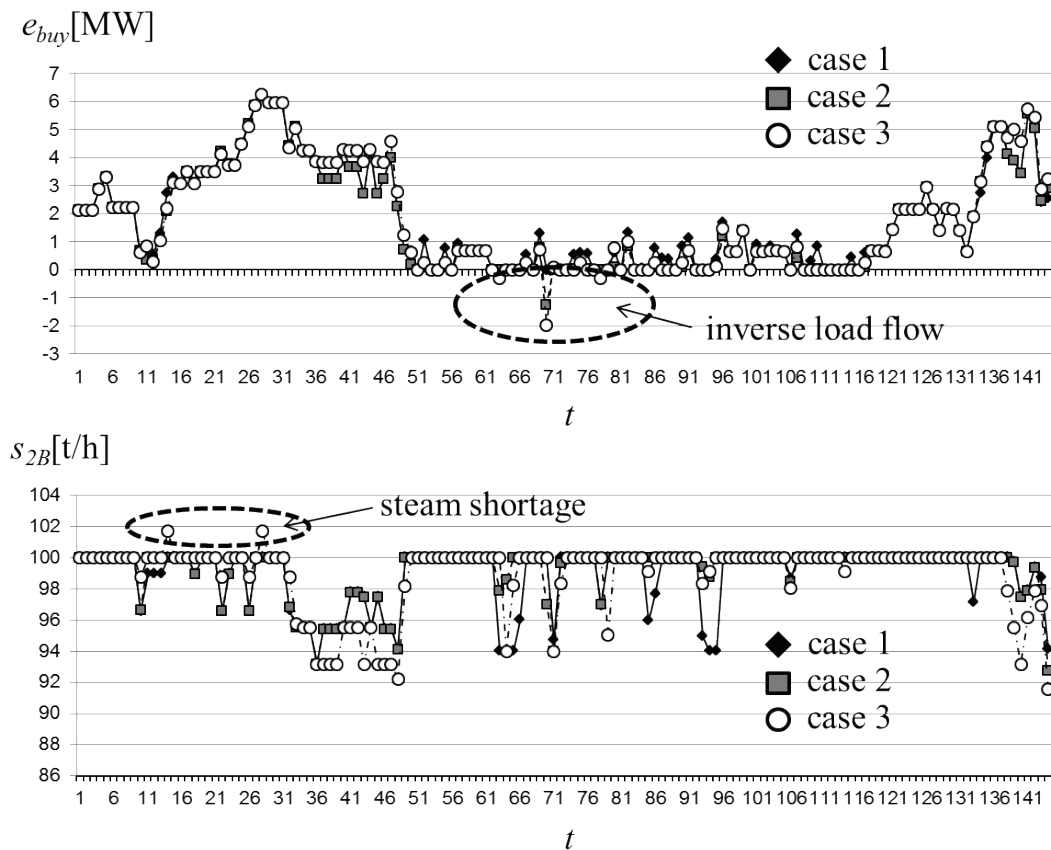 e_buy[MW]
7
6
5
4
3
2
1
0
-1
-2
-3
case 1
case 2
case 3
inverse load flow
1 6 11 16 21 26 31 36 41 46 51 56 61 66 71 76 81 86 91 96 101 106 111 116 121 126 131 136 141
t
s_2B[t/h]
104
102
100
98
96
94
92
90
88
86
steam shortage
case 1
case 2
case 3
1 6 11 16 21 26 31 36 41 46 51 56 61 66 71 76 81 86 91 96 101 106 111 116 121 126 131 136 141
t